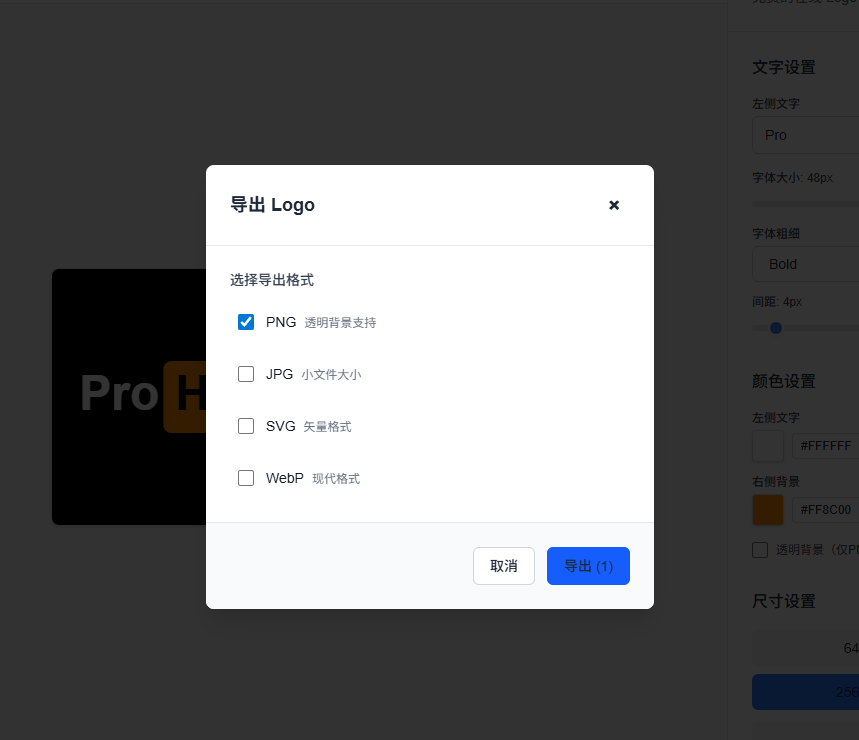 文字设置
左侧文字
Pro
字体大小: 48px
字体粗细
Bold
间距: 4px
颜色设置
左侧文字
#FFFFFF
右侧背景
#FF8C00
透明背景（仅
尺寸设置
64
256
Pro H
导出 Logo
×
选择导出格式
PNG 透明背景支持
JPG 小文件大小
SVG 矢量格式
WebP 现代格式
取消
导出 (1)